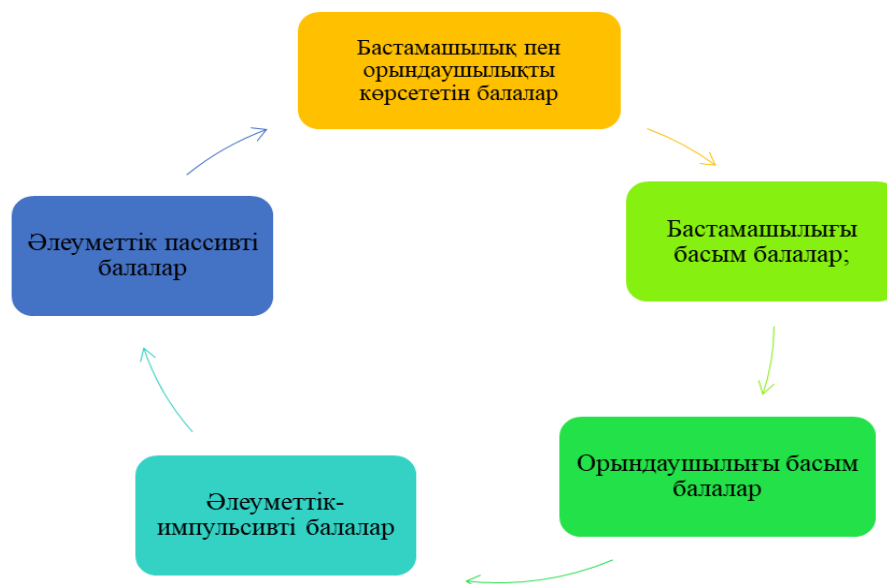 Бастамашылық пен
орындаушылықты
көрсететін балалар
Бастамашылығы
басым балалар;
Орындаушылығы басым
балалар
Әлеуметтік-
импульсивті балалар
Әлеуметтік пассивті
балалар